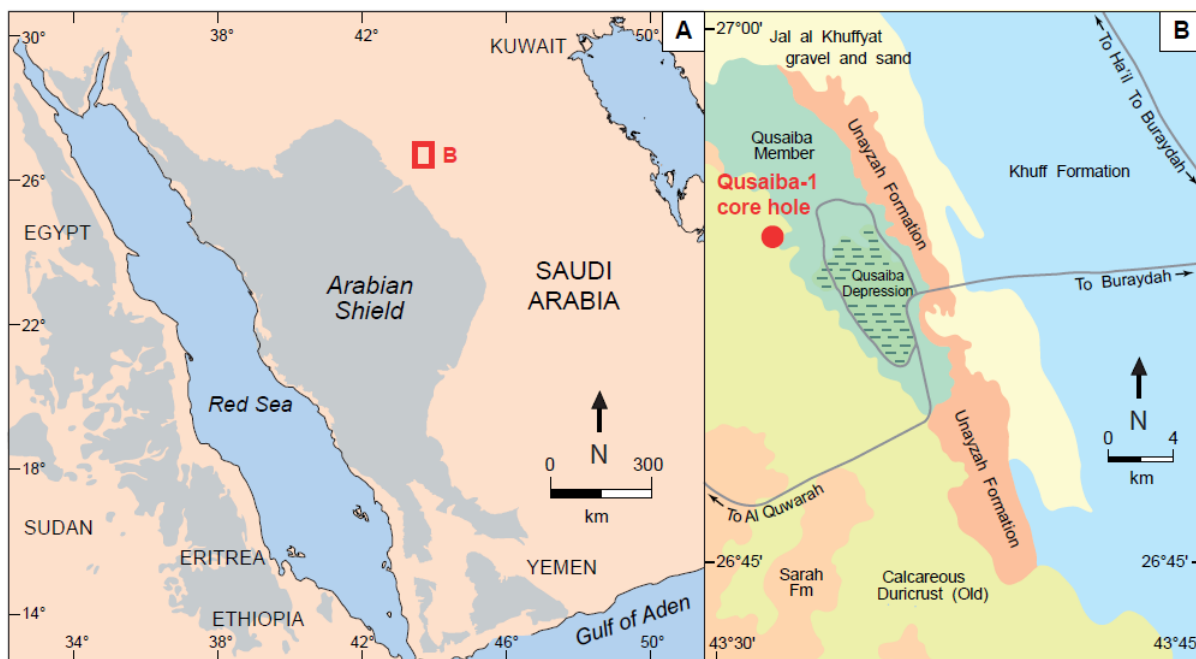 30°
38°
42°
KUWAIT
50°
A
26°
B
EGYPT
Arabian
Shield
SAUDI
ARABIA
22°
Red Sea
N
0
300
km
18°
SUDAN
ERITREA
YEMEN
ETHIOPIA
14°
Gulf of Aden
34°
38°
42°
46°
50°
27°00'
Jal al Khuffyat
gravel and sand
B
To Ha'il
To Buraydah
Qusaiba
Member
Unayzah Formation
Khuff Formation
Qusaiba-1
core hole
Qusaiba
Depression
To Buraydah
N
0
4
km
Unayzah Formation
To Al Quwarah
26°45'
Sarah
Fm
Calcareous
Duricrust (Old)
43°30'
43°45'